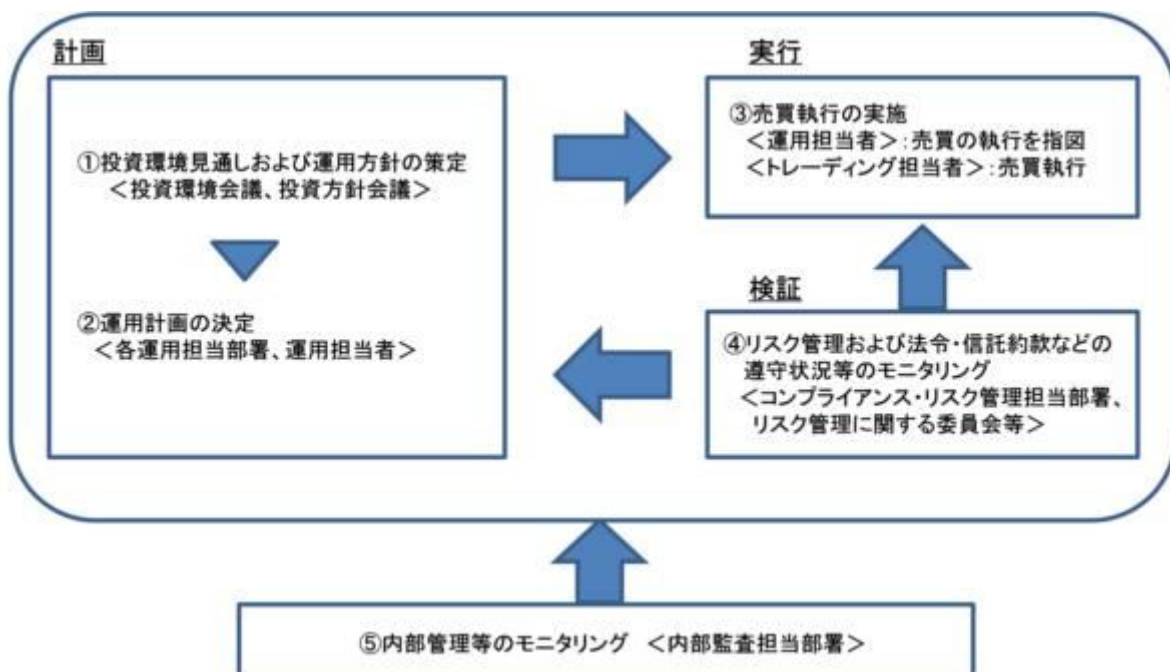 計画
①投資環境見通しおよび運用方針の策定
＜投資環境会議、投資方針会議＞
②運用計画の決定
＜各運用担当部署、運用担当者＞
実行
③売買執行の実施
＜運用担当者＞：売買の執行を指図
＜トレーディング担当者＞：売買執行
検証
④リスク管理および法令・信託約款などの
遵守状況等のモニタリング
＜コンプライアンス・リスク管理担当部署、
リスク管理に関する委員会等＞
⑤内部管理等のモニタリング ＜内部監査担当部署＞